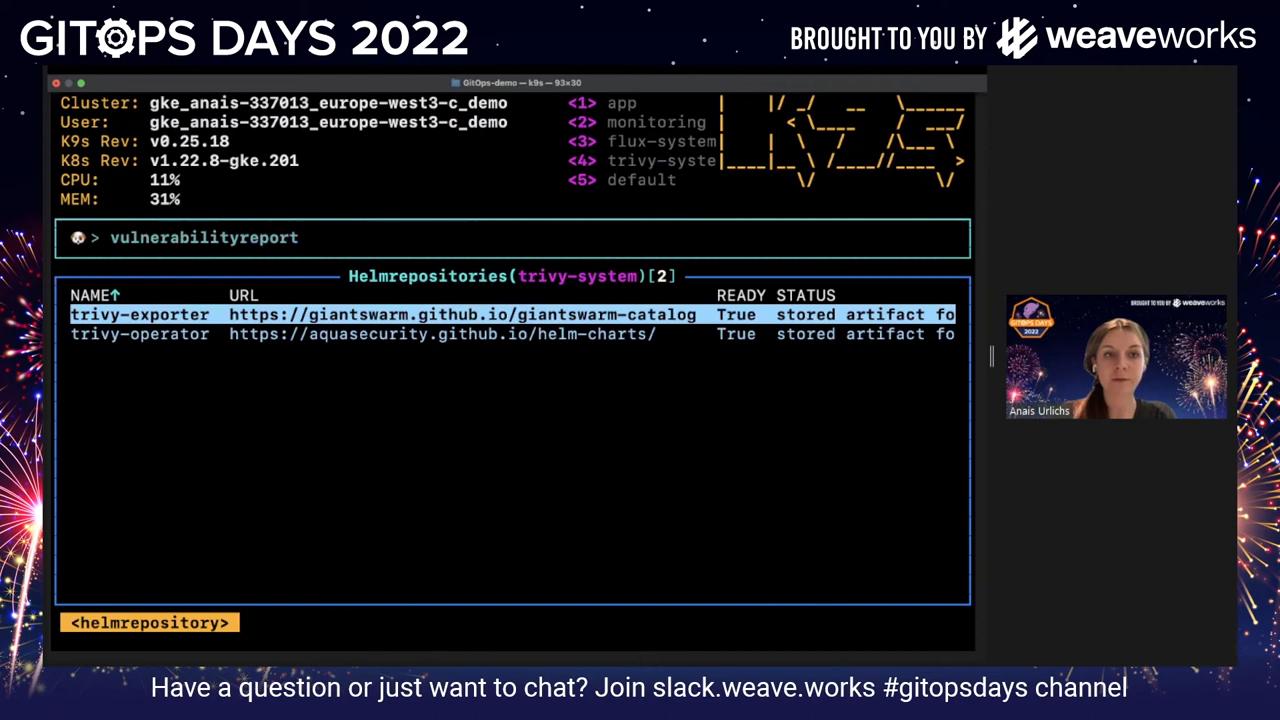 GITOPS DAYS 2022
BROUGHT TO YOU BY weaveworks
GitOps-demo — k9s — 93×30
Cluster: gke_anais-337013_europe-west3-c_demo
User: gke_anais-337013_europe-west3-c_demo
K9s Rev: v0.25.18
K8s Rev: v1.22.8-gke.201
CPU: 11%
MEM: 31%
<1> app
<2> monitoring
<3> flux-system
<4> trivy-syste
<5> default
> vulnerabilityreport
Helmrepositories(trivy-system)[2]
NAME↑ URL READY STATUS
trivy-exporter https://giantswarm.github.io/giantswarm-catalog True stored artifact fo
trivy-operator https://aquasecurity.github.io/helm-charts/ True stored artifact fo
<helmrepository>
BROUGHT TO YOU BY weaveworks
GITOPS DAYS
2022
Anais Urlichs
Have a question or just want to chat? Join slack.weave.works #gitopsdays channel